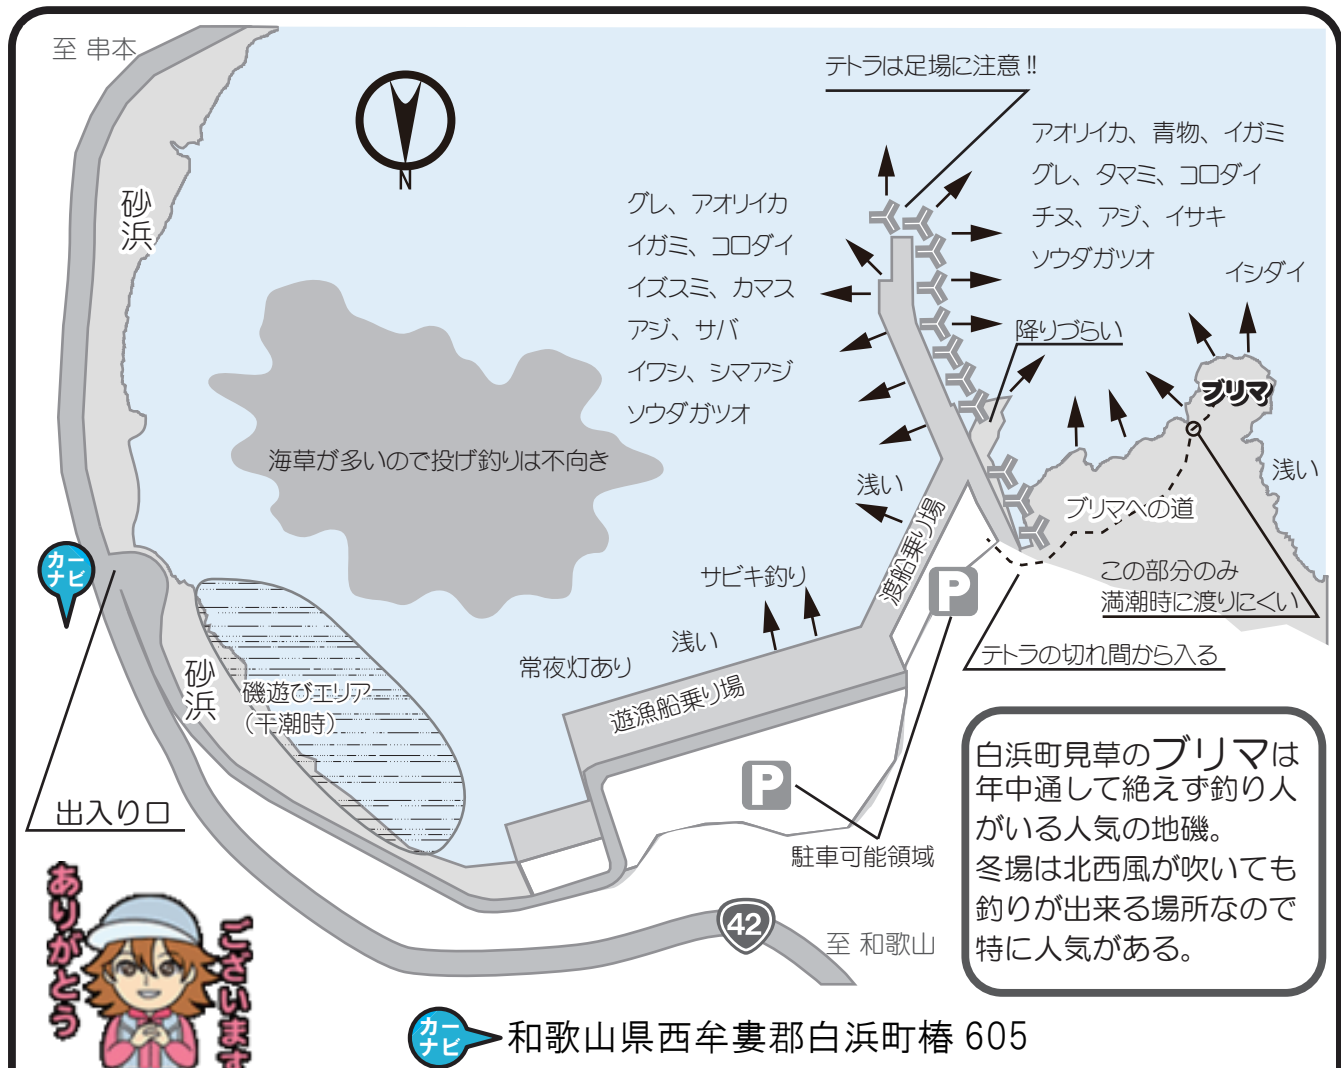 至 串本
N
砂浜
テトラは足場に注意!!
アオリイカ、青物、イガミ
グレ、タマミ、コロダイ
チヌ、アジ、イサキ
ソウダガツオ
グレ、アオリイカ
イガミ、コロダイ
イズスミ、カマス
アジ、サバ
イワシ、シマアジ
ソウダガツオ
イシダイ
降りづらい
ブリマ
海草が多いので投げ釣りは不向き
浅い
浅い
渡船乗り場
ブリマへの道
カーナビ
サビキ釣り
P
この部分のみ
満潮時に渡りにくい
浅い
常夜灯あり
テトラの切れ間から入る
砂浜
磯遊びエリア
(干潮時)
遊漁船乗り場
P
出入り口
駐車可能領域
白浜町見草のブリマは
年中通して絶えず釣り人
がいる人気の地磯。
冬場は北西風が吹いても
釣りが出来る場所なので
特に人気がある。
42
至 和歌山
ありがとう
ございます
カーナビ
和歌山県西牟婁郡白浜町椿 605